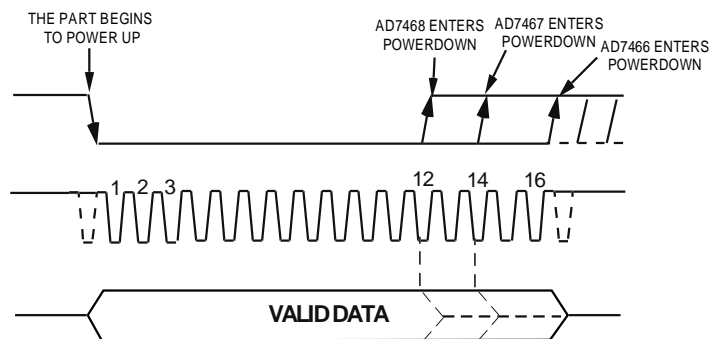 THE PART BEGINS
TO POWER UP
AD7468 ENTERS
POWERDOWN
AD7467 ENTERS
POWERDOWN
AD7466 ENTERS
POWERDOWN
1 2 3 12 14 16
VALID DATA